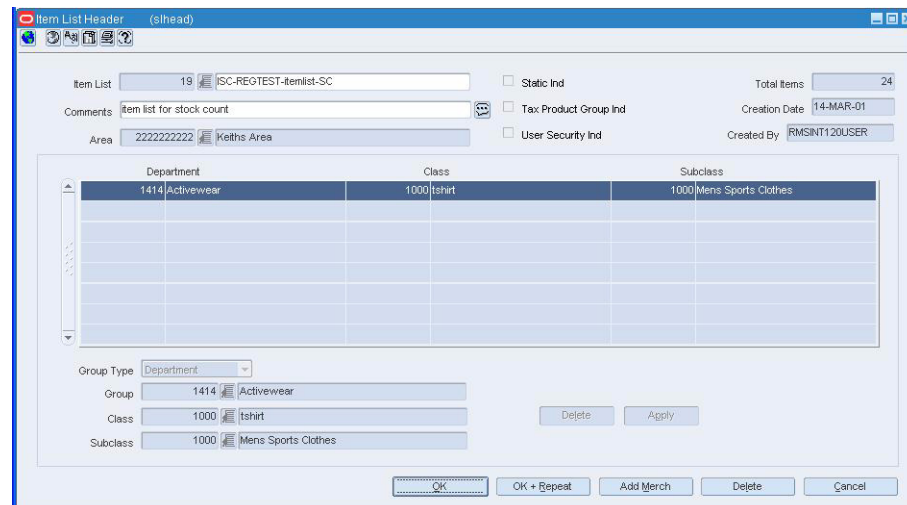 Item List Header (slhead)
Item List 19 ISC-REGTEST-itemlist-SC Static Ind Total Items 24
Comments item list for stock count Tax Product Group Ind Creation Date 14-MAR-01
Area 2222222222 Keiths Area User Security Ind Created By RMSINT120USER
Department Class Subclass
1414 Activewear 1000 tshirt 1000 Mens Sports Clothes
Group Type Department
Group 1414 Activewear
Class 1000 tshirt Delete Apply
Subclass 1000 Mens Sports Clothes
OK OK + Repeat Add Merch Delete Cancel